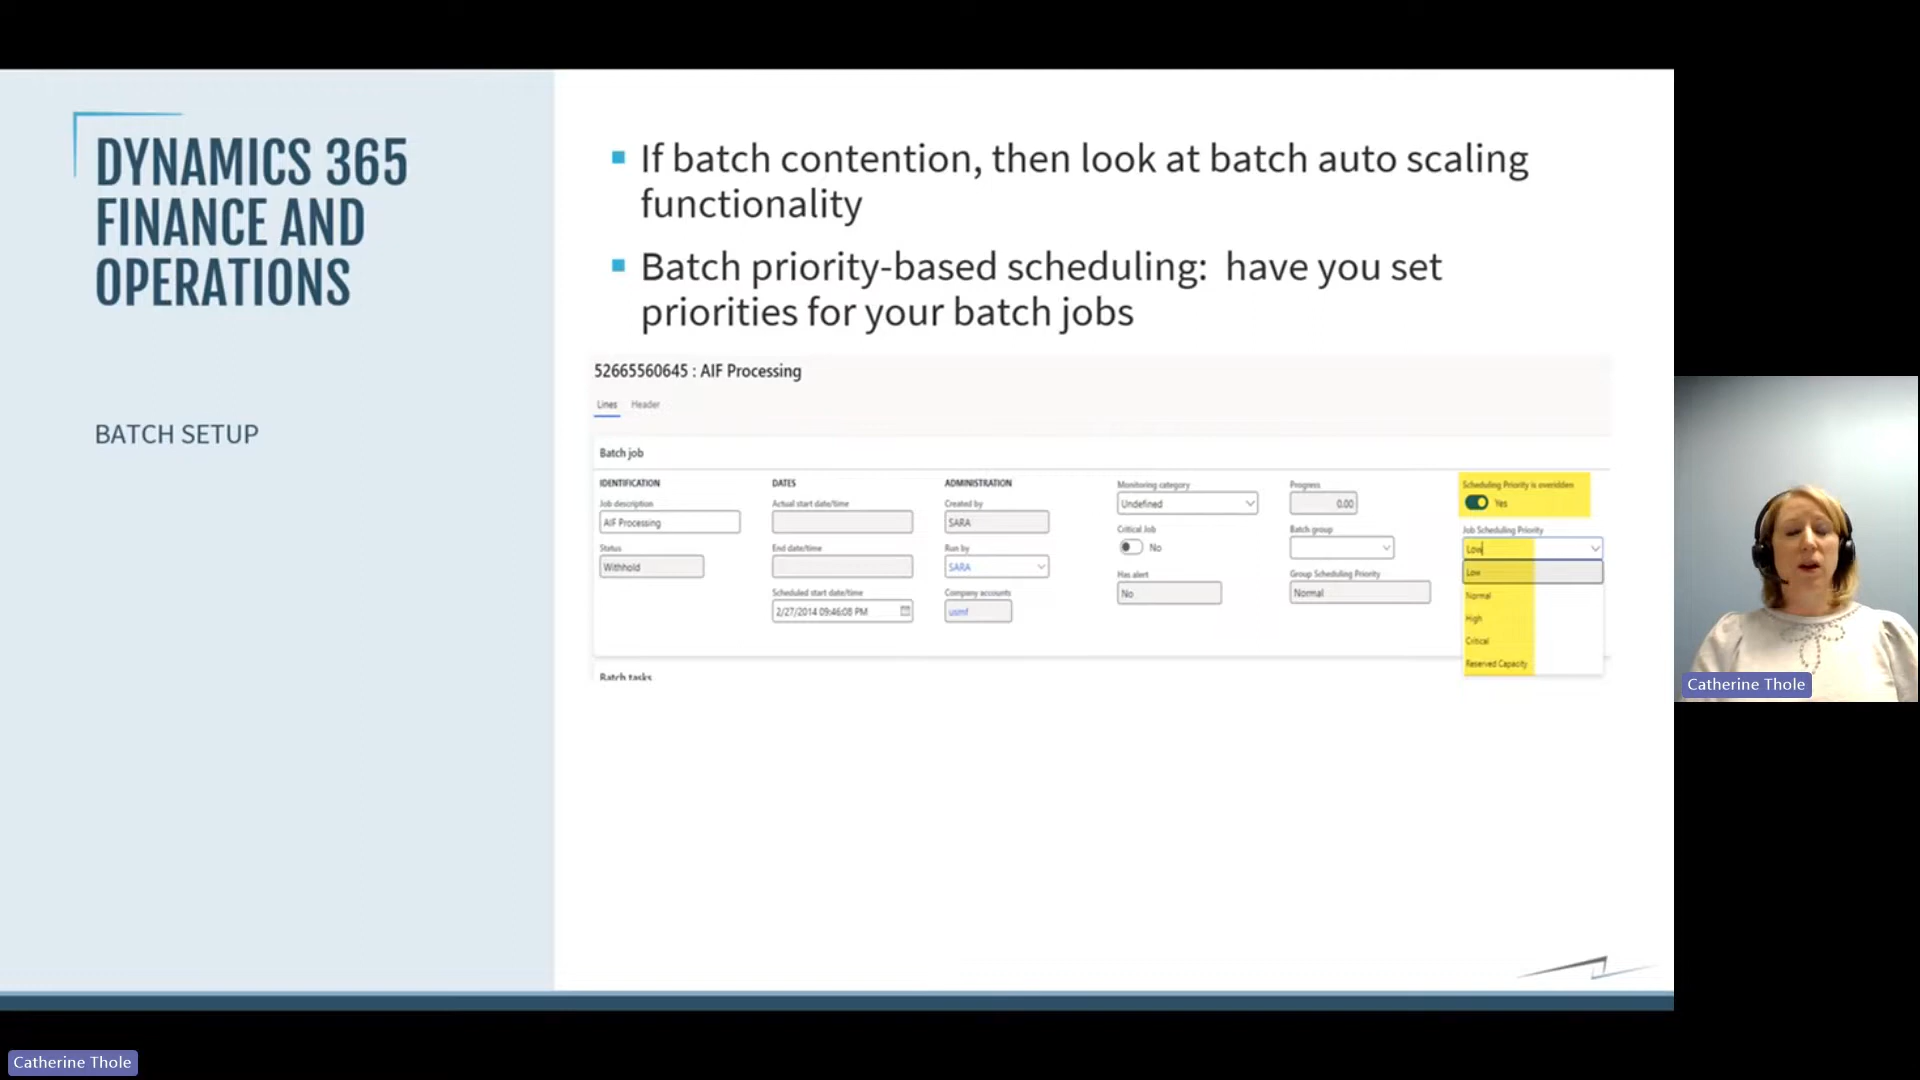 DYNAMICS 365
FINANCE AND
OPERATIONS
BATCH SETUP
If batch contention, then look at batch auto scaling
functionality
Batch priority-based scheduling:  have you set
priorities for your batch jobs
52665560645 : AIF Processing
Lines Header
Batch job
IDENTIFICATION
Job description
AIF Processing
Status
Withhold
DATES
Actual start date/time
End date/time
Scheduled start date/time
2/27/2014 09:46:08 PM
ADMINISTRATION
Created by
SARA
Run by
SARA
Company accounts
usmf
Monitoring category
Undefined
Critical Job
No
Has alert
No
Progress
0.00
Batch group
Group Scheduling Priority
Normal
Scheduling Priority is overidden
Yes
Job Scheduling Priority
Low
Low
Normal
High
Critical
Reserved Capacity
Batch tasks
Catherine Thole
Catherine Thole